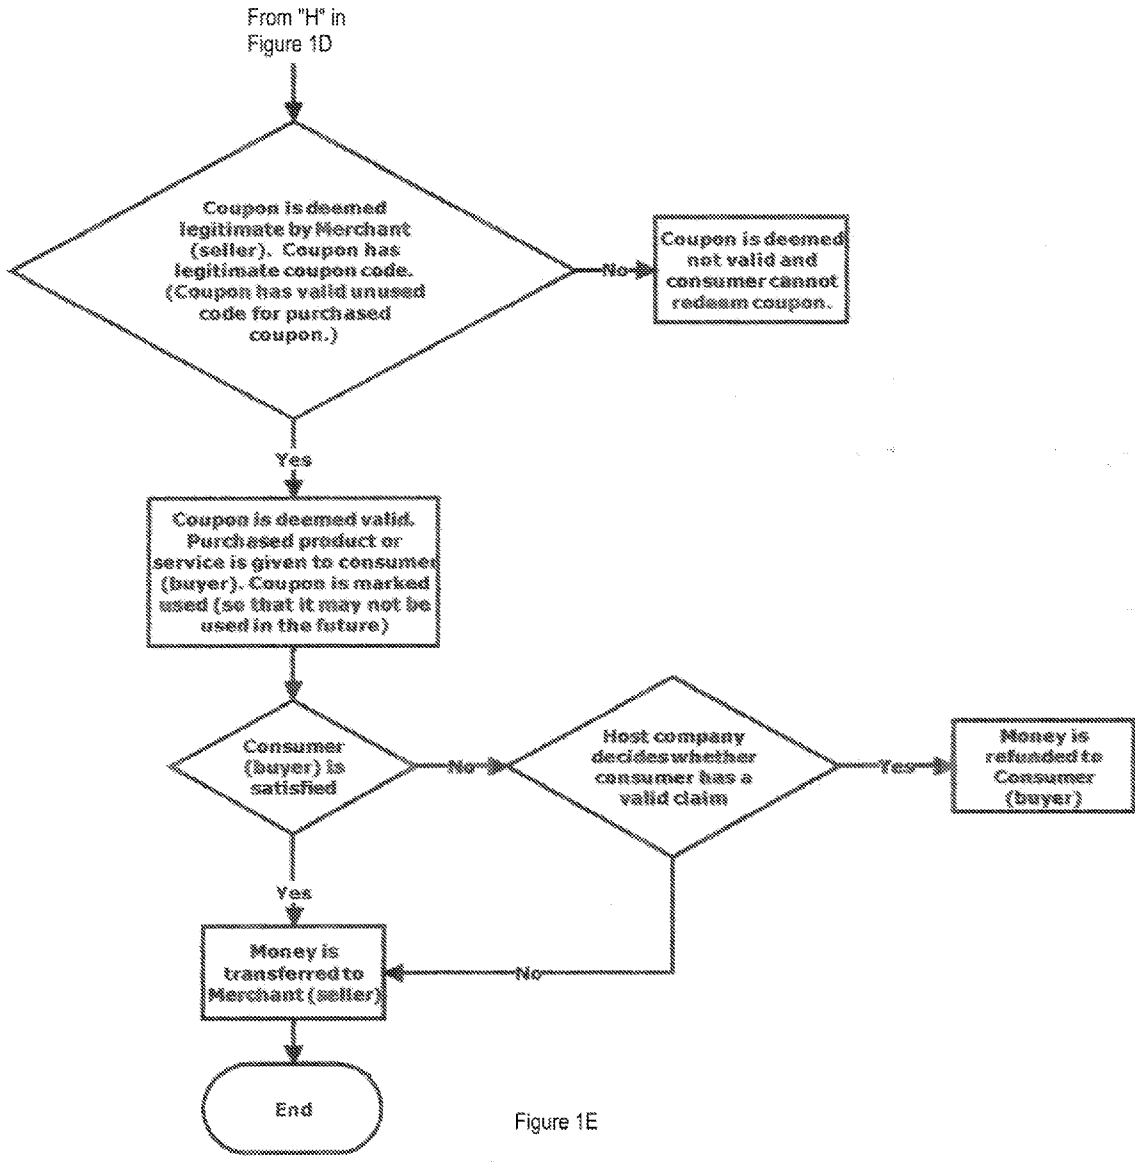 From "H" in
Figure 1D
Coupon is deemed
legitimate by Merchant
(seller). Coupon has
legitimate coupon code.
(Coupon has valid unused
code for purchased
coupon.)
No
Coupon is deemed
not valid and
consumer cannot
redeem coupon.
Yes
Coupon is deemed valid.
Purchased product or
service is given to consumer
(buyer). Coupon is marked
used (so that it may not be
used in the future)
Consumer
(buyer) is
satisfied
No
Host company
decides whether
consumer has a
valid claim
Yes
Money is
refunded to
Consumer
(buyer)
Yes
Money is
transferred to
Merchant (seller)
No
End
Figure 1E